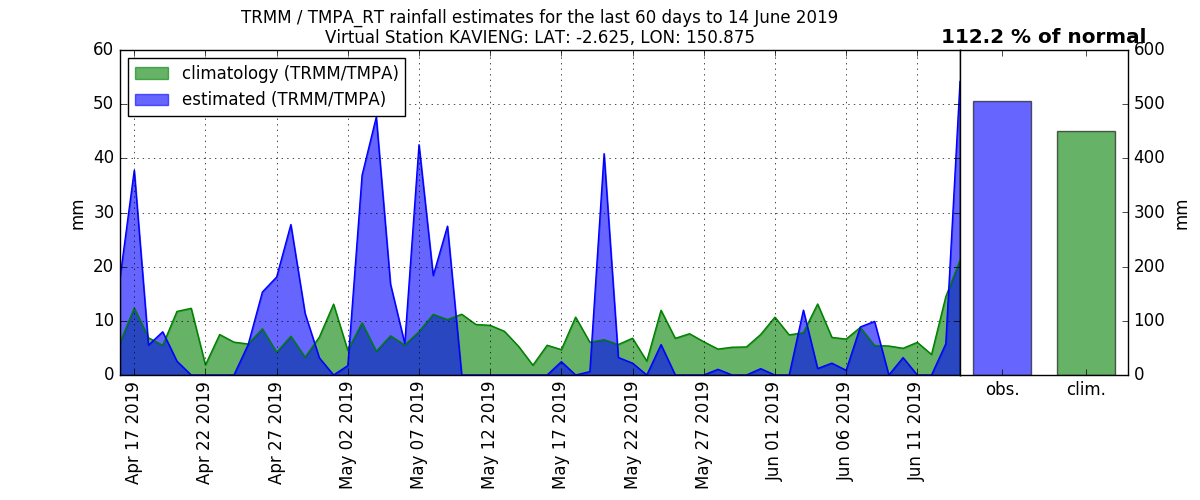 TRMM / TMPA_RT rainfall estimates for the last 60 days to 14 June 2019
Virtual Station KAVIENG: LAT: -2.625, LON: 150.875
112.2 % of normal
climatology (TRMM/TMPA)
estimated (TRMM/TMPA)
60
50
40
30
20
10
0
mm
600
500
400
300
200
100
0
mm
Apr 17 2019
Apr 22 2019
Apr 27 2019
May 02 2019
May 07 2019
May 12 2019
May 17 2019
May 22 2019
May 27 2019
Jun 01 2019
Jun 06 2019
Jun 11 2019
obs.
clim.